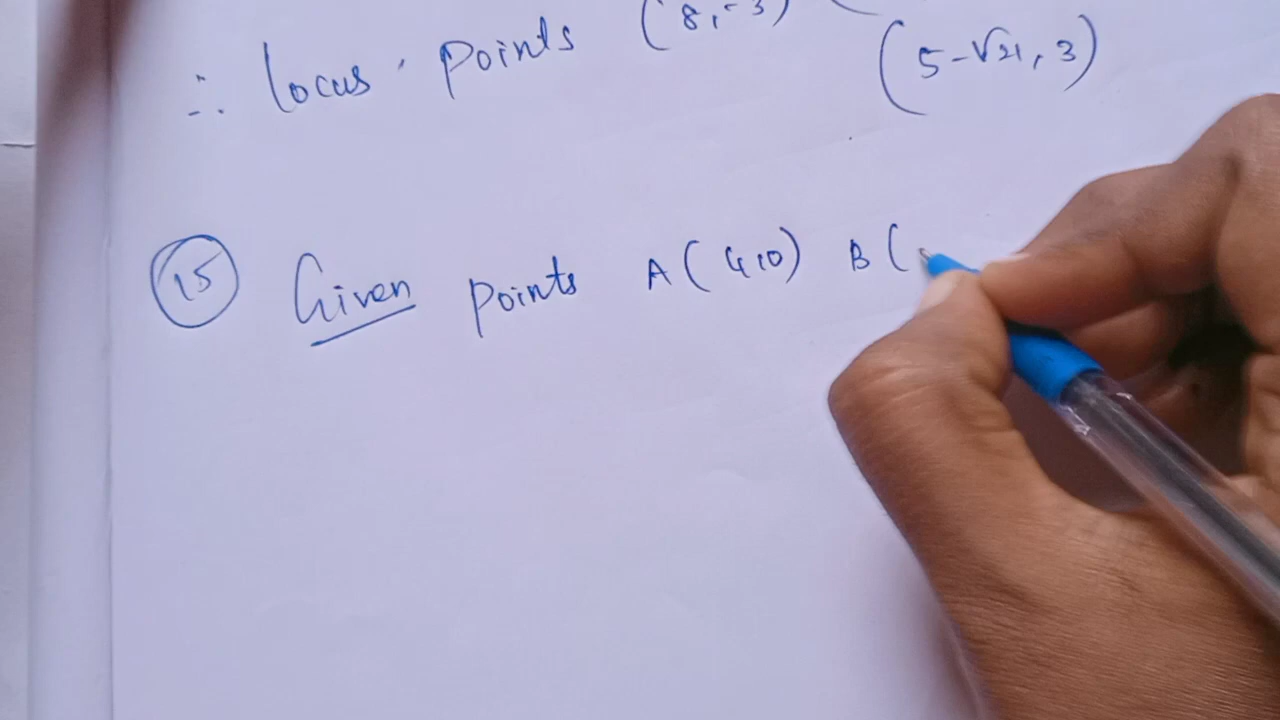 ∴ locus. points (8, -3)
(5-√21, 3)
15 Given points A(4,0) B(